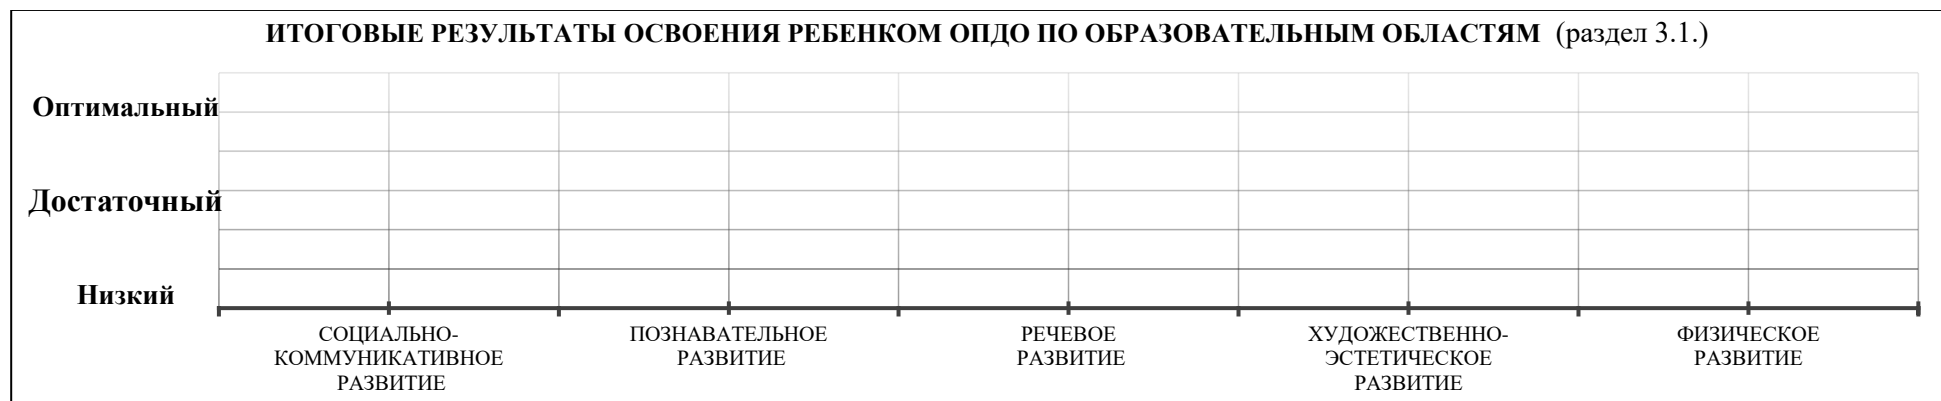 ИТОГОВЫЕ РЕЗУЛЬТАТЫ ОСВОЕНИЯ РЕБЕНКОМ ОПДО ПО ОБРАЗОВАТЕЛЬНЫМ ОБЛАСТЯМ (раздел 3.1.)
Оптимальный
Достаточный
Низкий
СОЦИАЛЬНО-
КОММУНИКАТИВНОЕ
РАЗВИТИЕ
ПОЗНАВАТЕЛЬНОЕ
РАЗВИТИЕ
РЕЧЕВОЕ
РАЗВИТИЕ
ХУДОЖЕСТВЕННО-
ЭСТЕТИЧЕСКОЕ
РАЗВИТИЕ
ФИЗИЧЕСКОЕ
РАЗВИТИЕ